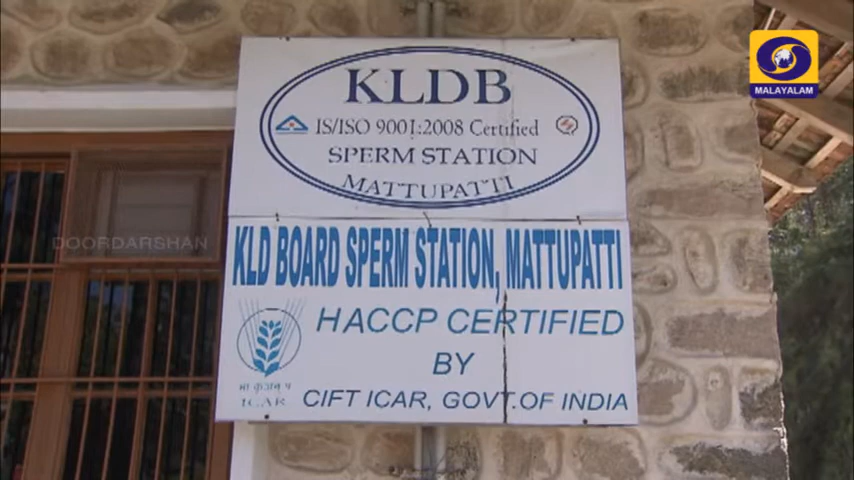 KLDB
IS/ISO 9001:2008 Certified
SPERM STATION
MATTUPATTI
KLD BOARD SPERM STATION, MATTUPATTI
HACCP CERTIFIED
BY
CIFT ICAR, GOVT.OF INDIA
ICAR
MALAYALAM
DOORDARSHAN